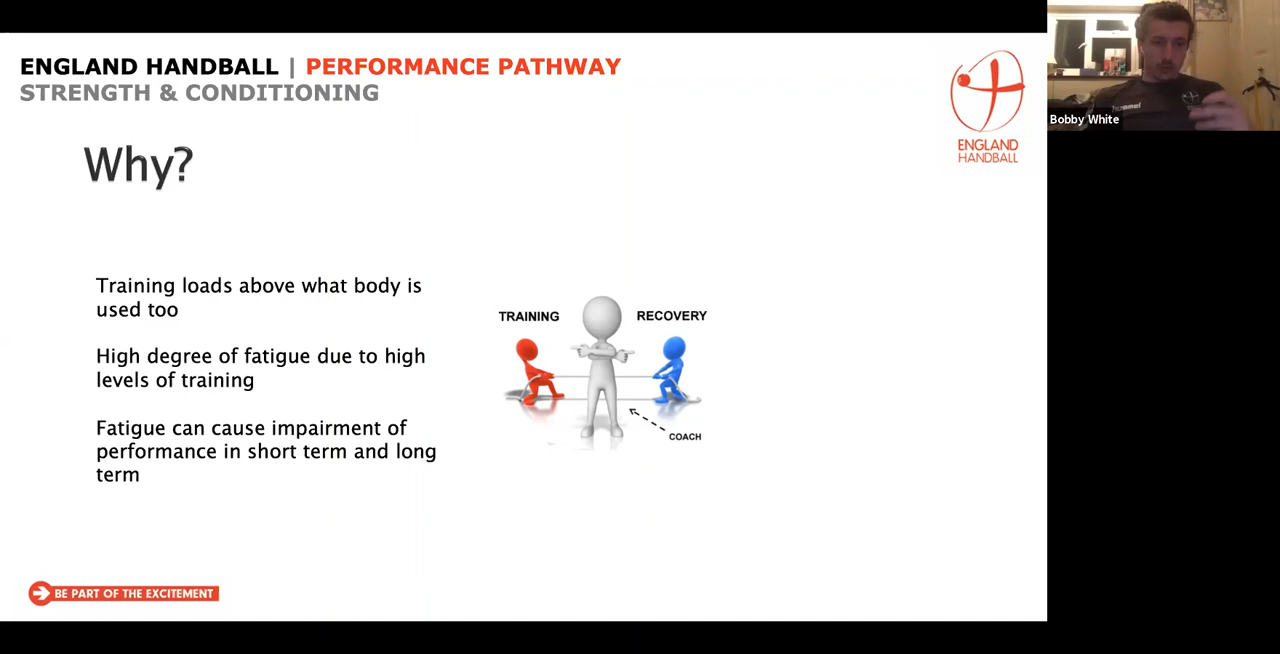 ENGLAND HANDBALL | PERFORMANCE PATHWAY
STRENGTH & CONDITIONING
ENGLAND
HANDBALL
hummel
Bobby White
Why?
Training loads above what body is
used too
High degree of fatigue due to high
levels of training
Fatigue can cause impairment of
performance in short term and long
term
TRAINING
RECOVERY
COACH
BE PART OF THE EXCITEMENT